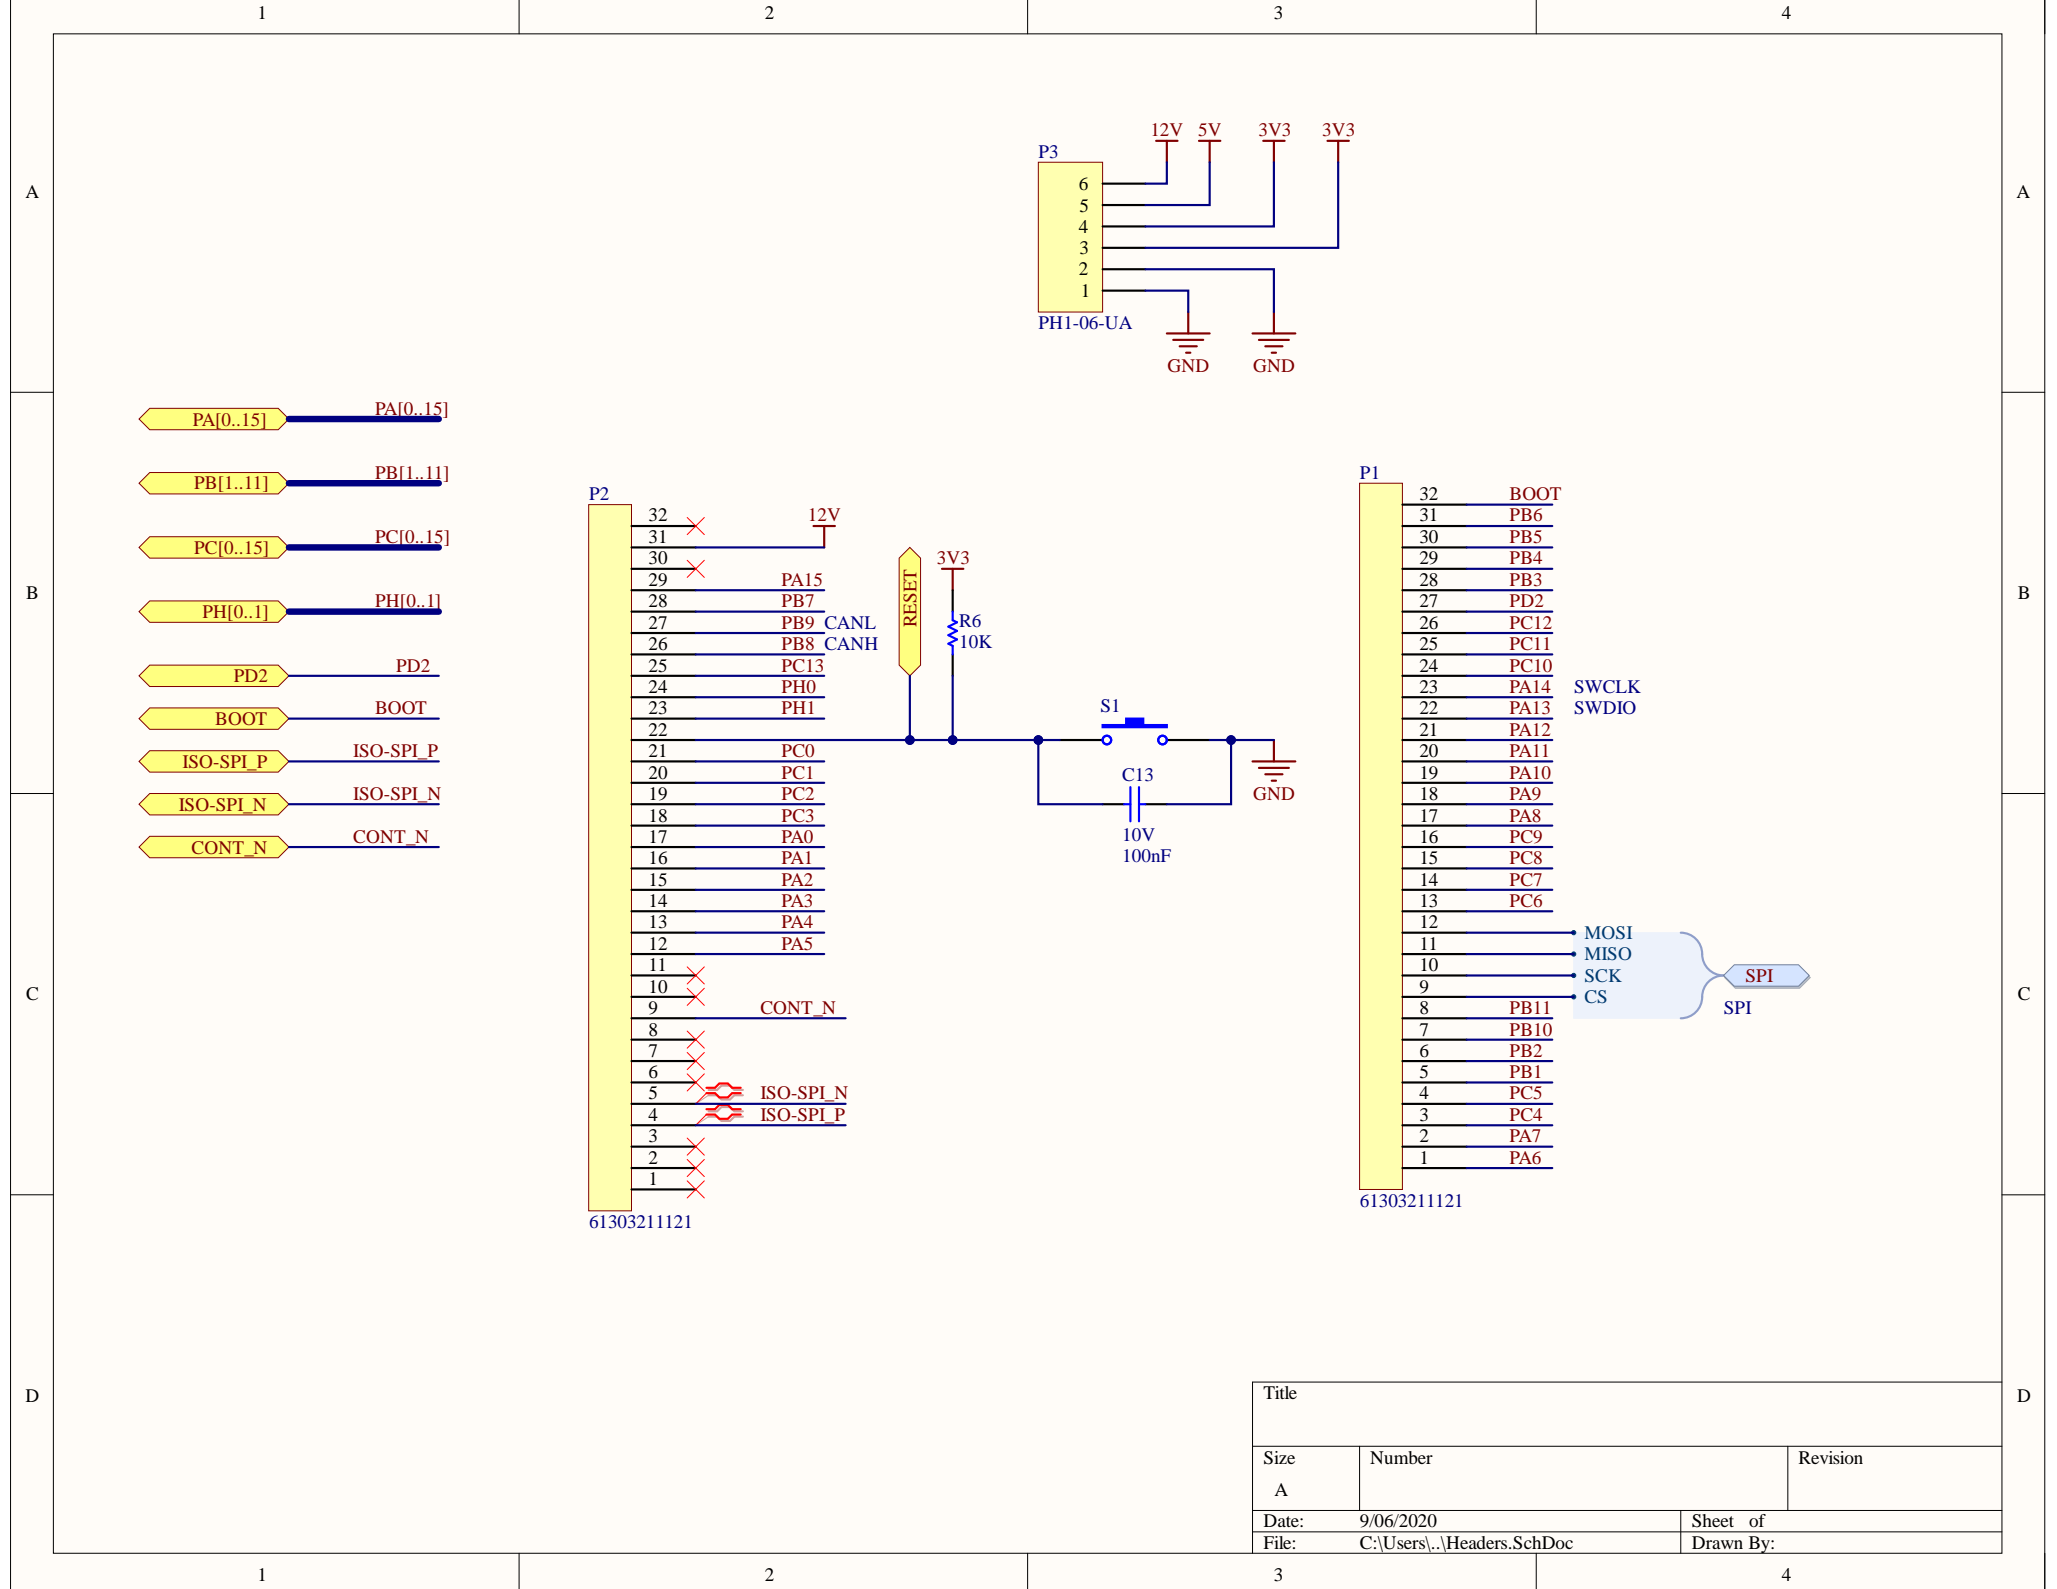 1 2 3 4
A A
12V 5V 3V3 3V3
P3
6
5
4
3
2
1
PH1-06-UA
GND GND
B B
PA[0..15] PA[0..15]
PB[1..11] PB[1..11]
PC[0..15] PC[0..15]
PH[0..1] PH[0..1]
PD2 PD2
BOOT BOOT
ISO-SPI_P ISO-SPI_P
ISO-SPI_N ISO-SPI_N
CONT_N CONT_N
P2
32
31 12V
30
29 PA15
28 PB7
27 PB9 CANL
26 PB8 CANH
25 PC13
24 PH0
23 PH1
22
21 PC0
20 PC1
19 PC2
18 PC3
17 PA0
16 PA1
15 PA2
14 PA3
13 PA4
12 PA5
11
10
9 CONT_N
8
7
6
5 ISO-SPI_N
4 ISO-SPI_P
3
2
1
61303211121
RESET
3V3
R6
10K
S1
C13
10V
100nF
GND
P1
32 BOOT
31 PB6
30 PB5
29 PB4
28 PB3
27 PD2
26 PC12
25 PC11
24 PC10
23 PA14 SWCLK
22 PA13 SWDIO
21 PA12
20 PA11
19 PA10
18 PA9
17 PA8
16 PC9
15 PC8
14 PC7
13 PC6
12 MOSI
11 MISO
10 SCK
9 CS
8 PB11
7 PB10
6 PB2
5 PB1
4 PC5
3 PC4
2 PA7
1 PA6
61303211121
SPI
SPI
C C
D D
Title
Size Number Revision
A
Date: 9/06/2020 Sheet of
File: C:\Users\..\Headers.SchDoc Drawn By:
1 2 3 4